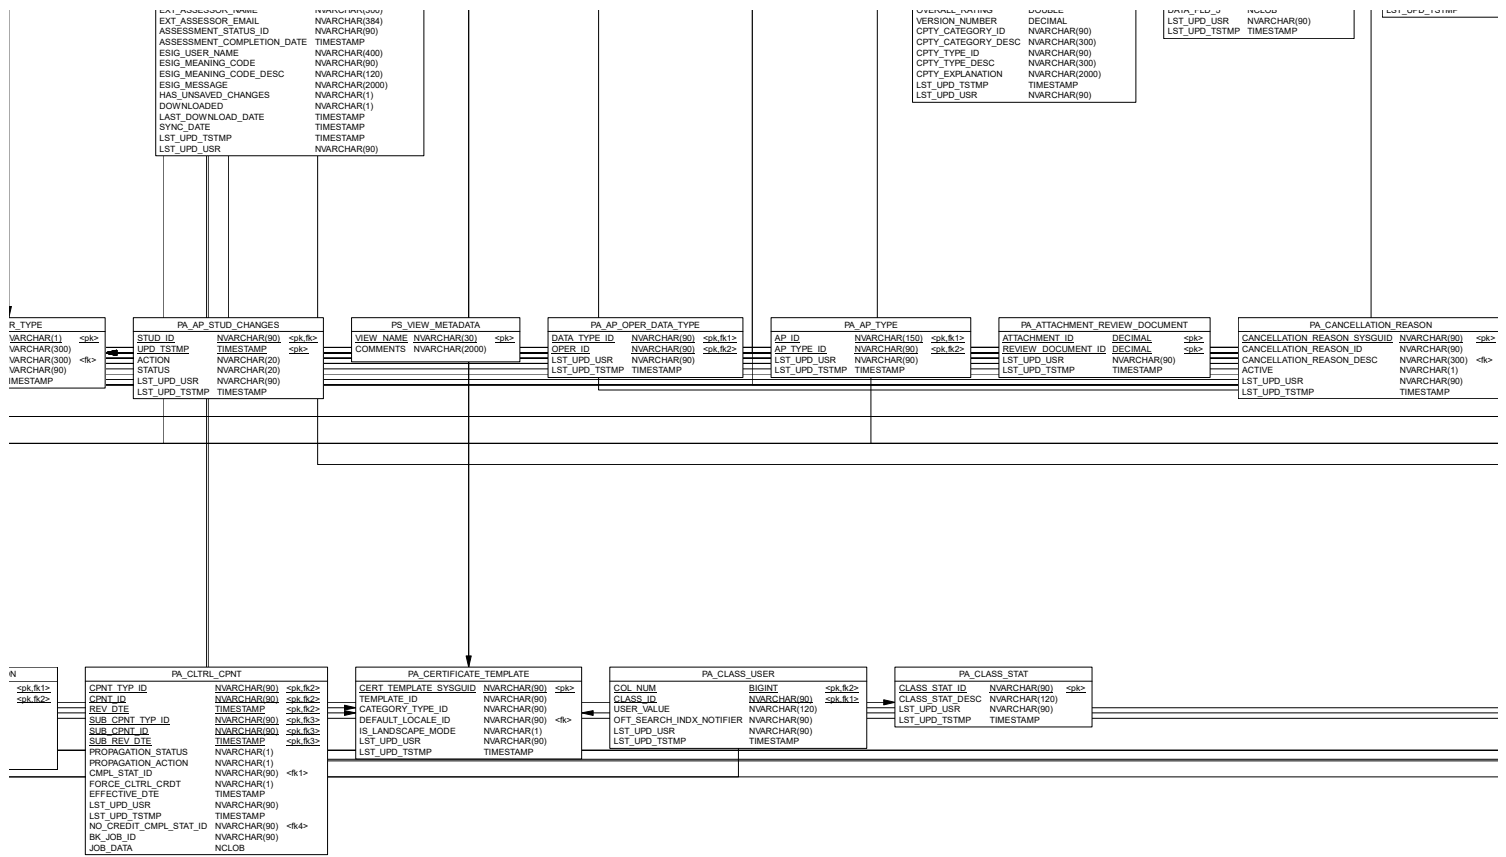 EXT_ASSESSOR_NAME NVARCHAR(300)
EXT_ASSESSOR_EMAIL NVARCHAR(384)
ASSESSMENT_STATUS_ID NVARCHAR(90)
ASSESSMENT_COMPLETION_DATE TIMESTAMP
ESIG_USER_NAME NVARCHAR(400)
ESIG_MEANING_CODE NVARCHAR(90)
ESIG_MEANING_CODE_DESC NVARCHAR(120)
ESIG_MESSAGE NVARCHAR(2000)
HAS_UNSAVED_CHANGES NVARCHAR(1)
DOWNLOADED NVARCHAR(1)
LAST_DOWNLOAD_DATE TIMESTAMP
SYNC_DATE TIMESTAMP
LST_UPD_TSTMP TIMESTAMP
LST_UPD_USR NVARCHAR(90)
OVERALL_RATING DOUBLE
VERSION_NUMBER DECIMAL
CPTY_CATEGORY_ID NVARCHAR(90)
CPTY_CATEGORY_DESC NVARCHAR(300)
CPTY_TYPE_ID NVARCHAR(90)
CPTY_TYPE_DESC NVARCHAR(300)
CPTY_EXPLANATION NVARCHAR(2000)
LST_UPD_TSTMP TIMESTAMP
LST_UPD_USR NVARCHAR(90)
NCLOB
LST_UPD_USR NVARCHAR(90)
LST_UPD_TSTMP TIMESTAMP
LST_UPD_TSTMP
R_TYPE
VARCHAR(1) <pk>
VARCHAR(300)
VARCHAR(300) <fk>
VARCHAR(90)
IMESTAMP
PA_AP_STUD_CHANGES
STUD_ID NVARCHAR(90) <pk,fk>
UPD_TSTMP TIMESTAMP <pk>
ACTION NVARCHAR(20)
STATUS NVARCHAR(20)
LST_UPD_USR NVARCHAR(90)
LST_UPD_TSTMP TIMESTAMP
PS_VIEW_METADATA
VIEW_NAME NVARCHAR(30) <pk>
COMMENTS NVARCHAR(2000)
PA_AP_OPER_DATA_TYPE
DATA_TYPE_ID NVARCHAR(90) <pk,fk1>
OPER_ID NVARCHAR(90) <pk,fk2>
LST_UPD_USR NVARCHAR(90)
LST_UPD_TSTMP TIMESTAMP
PA_AP_TYPE
AP_ID NVARCHAR(150) <pk,fk1>
AP_TYPE_ID NVARCHAR(90) <pk,fk2>
LST_UPD_USR NVARCHAR(90)
LST_UPD_TSTMP TIMESTAMP
PA_ATTACHMENT_REVIEW_DOCUMENT
ATTACHMENT_ID DECIMAL <pk>
REVIEW_DOCUMENT_ID DECIMAL <pk>
LST_UPD_USR NVARCHAR(90)
LST_UPD_TSTMP TIMESTAMP
PA_CANCELLATION_REASON
CANCELLATION_REASON_SYSGUID NVARCHAR(90) <pk>
CANCELLATION_REASON_ID NVARCHAR(90)
CANCELLATION_REASON_DESC NVARCHAR(300) <fk>
ACTIVE NVARCHAR(1)
LST_UPD_USR NVARCHAR(90)
LST_UPD_TSTMP TIMESTAMP
N
<pk,fk1>
<pk,fk2>
PA_CLTRL_CPNT
CPNT_TYP_ID NVARCHAR(90) <pk,fk2>
CPNT_ID NVARCHAR(90) <pk,fk2>
REV_DTE TIMESTAMP <pk,fk2>
SUB_CPNT_TYP_ID NVARCHAR(90) <pk,fk3>
SUB_CPNT_ID NVARCHAR(90) <pk,fk3>
SUB_REV_DTE TIMESTAMP <pk,fk3>
PROPAGATION_STATUS NVARCHAR(1)
PROPAGATION_ACTION NVARCHAR(1)
CMPL_STAT_ID NVARCHAR(90) <fk1>
FORCE_CLTRL_CRDT NVARCHAR(1)
EFFECTIVE_DTE TIMESTAMP
LST_UPD_USR NVARCHAR(90)
LST_UPD_TSTMP TIMESTAMP
NO_CREDIT_CMPL_STAT_ID NVARCHAR(90) <fk4>
BK_JOB_ID NVARCHAR(90)
JOB_DATA NCLOB
PA_CERTIFICATE_TEMPLATE
CERT_TEMPLATE_SYSGUID NVARCHAR(90) <pk>
TEMPLATE_ID NVARCHAR(90)
CATEGORY_TYPE_ID NVARCHAR(90)
DEFAULT_LOCALE_ID NVARCHAR(90) <fk>
IS_LANDSCAPE_MODE NVARCHAR(1)
LST_UPD_USR NVARCHAR(90)
LST_UPD_TSTMP TIMESTAMP
PA_CLASS_USER
COL_NUM BIGINT <pk,fk2>
CLASS_ID NVARCHAR(90) <pk,fk1>
USER_VALUE NVARCHAR(120)
OFT_SEARCH_INDX_NOTIFIER NVARCHAR(90)
LST_UPD_USR NVARCHAR(90)
LST_UPD_TSTMP TIMESTAMP
PA_CLASS_STAT
CLASS_STAT_ID NVARCHAR(90) <pk>
CLASS_STAT_DESC NVARCHAR(120)
LST_UPD_USR NVARCHAR(90)
LST_UPD_TSTMP TIMESTAMP